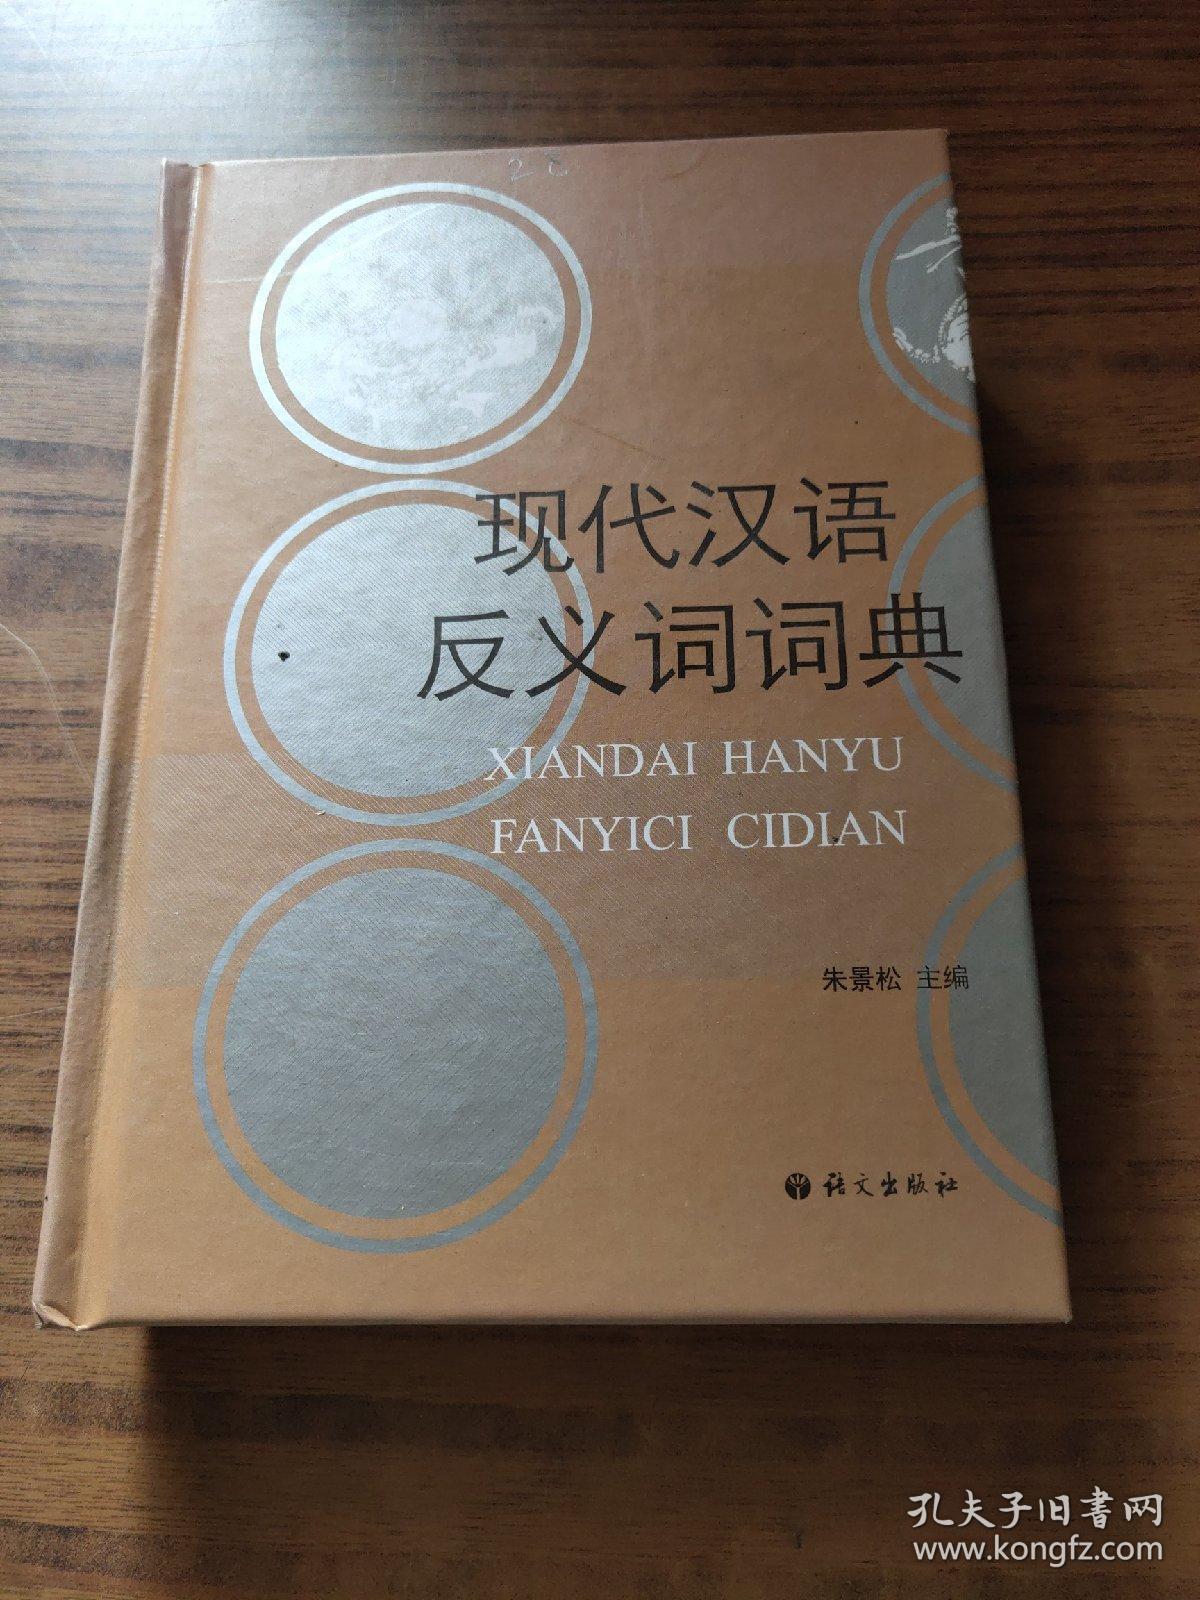 现代汉语
反义词词典
XIANDAI HANYU
FANYICI CIDIAN
朱景松 主编
语文出版社
孔夫子旧書网
www.kongfz.com